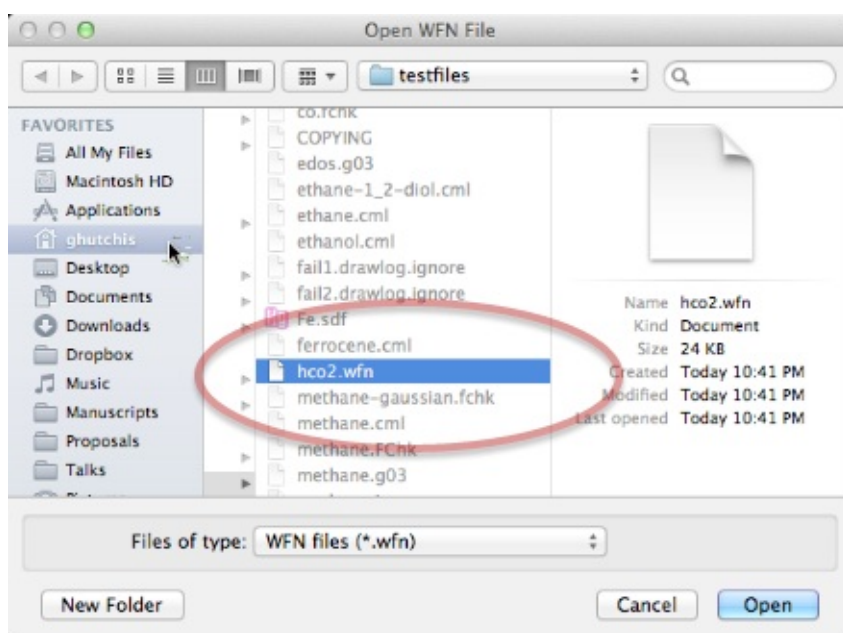 Open WFN File
testfiles
FAVORITES
All My Files
Macintosh HD
Applications
ghutchis
Desktop
Documents
Downloads
Dropbox
Music
Manuscripts
Proposals
Talks
co.fchk
COPYING
edos.g03
ethane-1_2-diol.cml
ethane.cml
ethanol.cml
fail1.drawlog.ignore
fail2.drawlog.ignore
Fe.sdf
ferrocene.cml
hco2.wfn
methane-gaussian.fchk
methane.cml
methane.FChk
methane.g03
Name hco2.wfn
Kind Document
Size 24 KB
Created Today 10:41 PM
Modified Today 10:41 PM
Last opened Today 10:41 PM
Files of type: WFN files (*.wfn)
New Folder
Cancel
Open